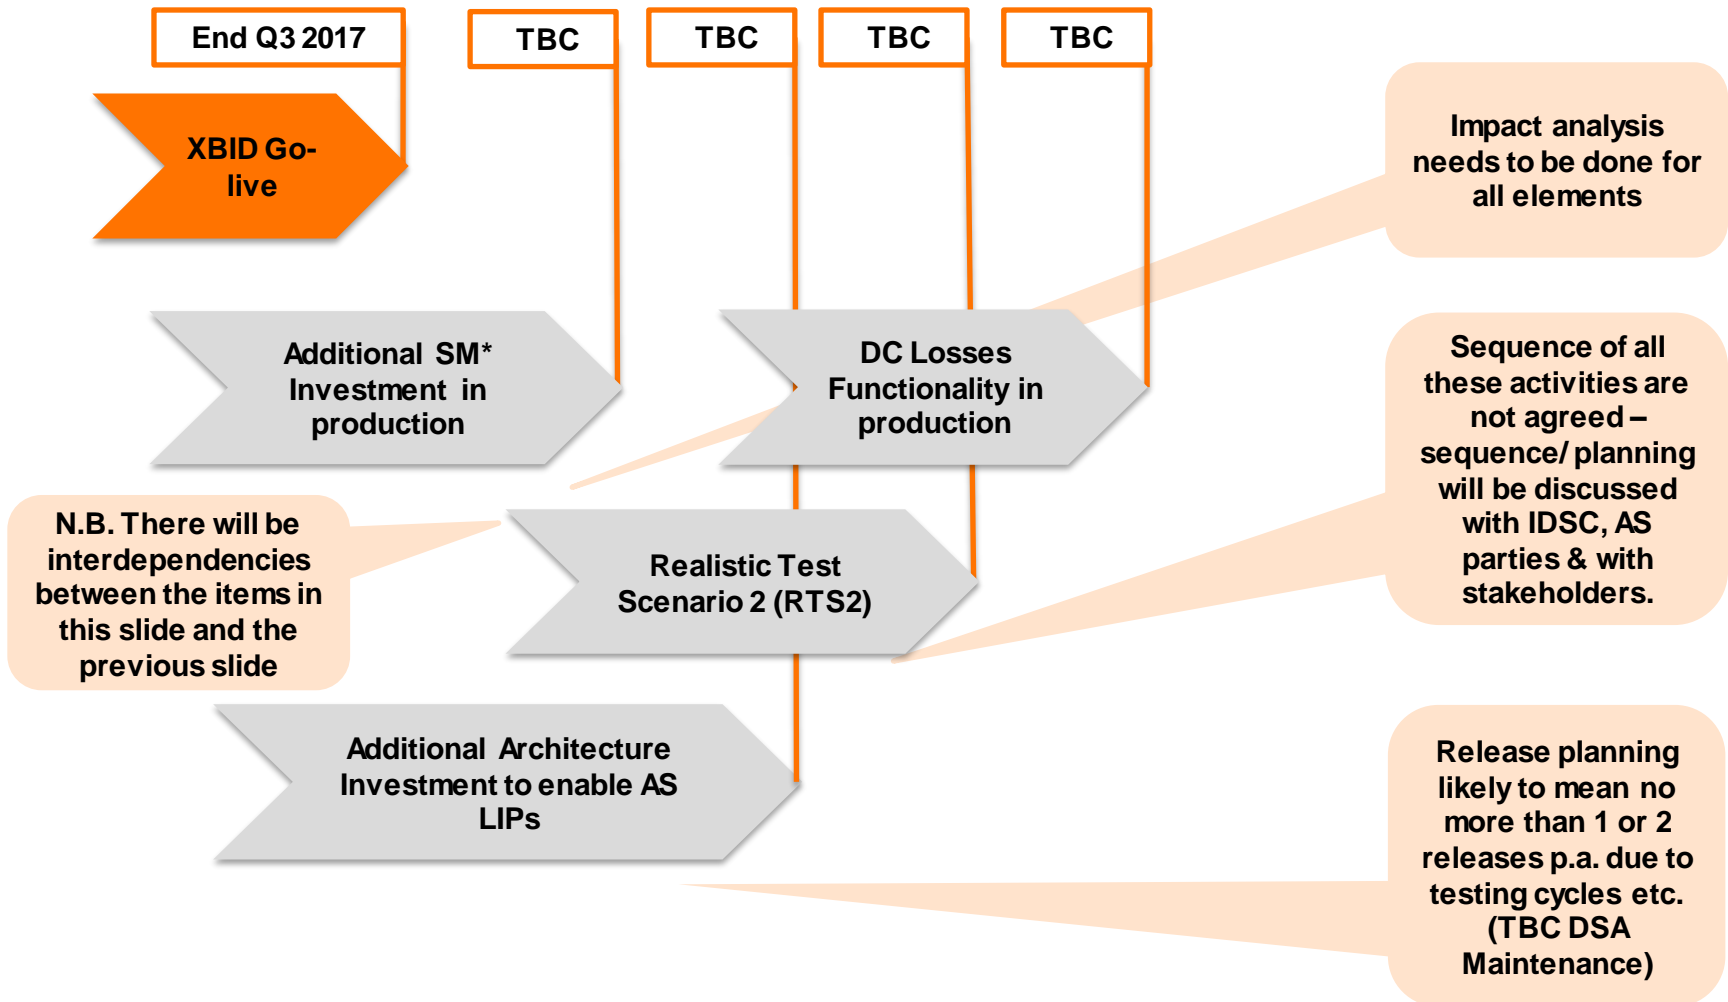 End Q3 2017
TBC
TBC
TBC
TBC
XBID Go-
live
Impact analysis
needs to be done for
all elements
Additional SM*
Investment in
production
DC Losses
Functionality in
production
Sequence of all
these activities are
not agreed –
sequence/ planning
will be discussed
with IDSC, AS
parties & with
stakeholders.
N.B. There will be
interdependencies
between the items in
this slide and the
previous slide
Realistic Test
Scenario 2 (RTS2)
Additional Architecture
Investment to enable AS
LIPs
Release planning
likely to mean no
more than 1 or 2
releases p.a. due to
testing cycles etc.
(TBC DSA
Maintenance)